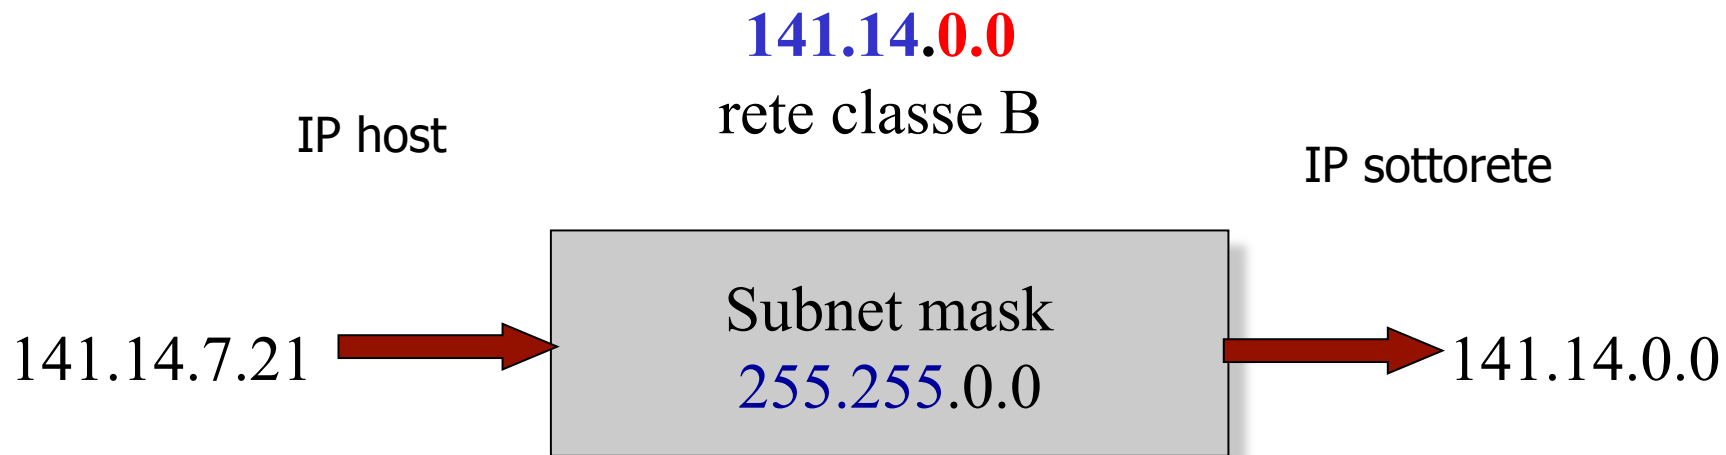 141.14.0.0
rete classe B
IP host
IP sottorete
Subnet mask
255.255.0.0
141.14.7.21
141.14.0.0